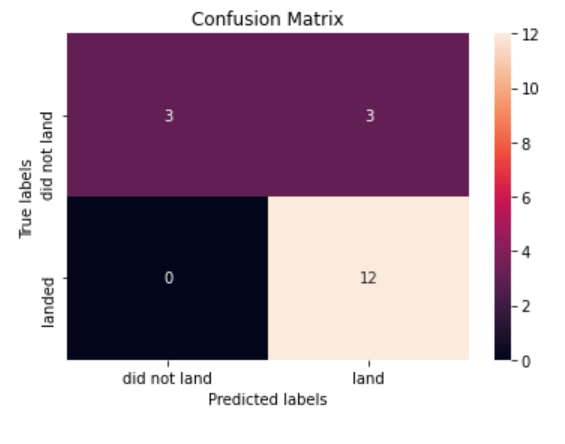 Confusion Matrix
True labels
did not land
landed
3
3
0
12
did not land
land
Predicted labels
12
10
8
6
4
2
0